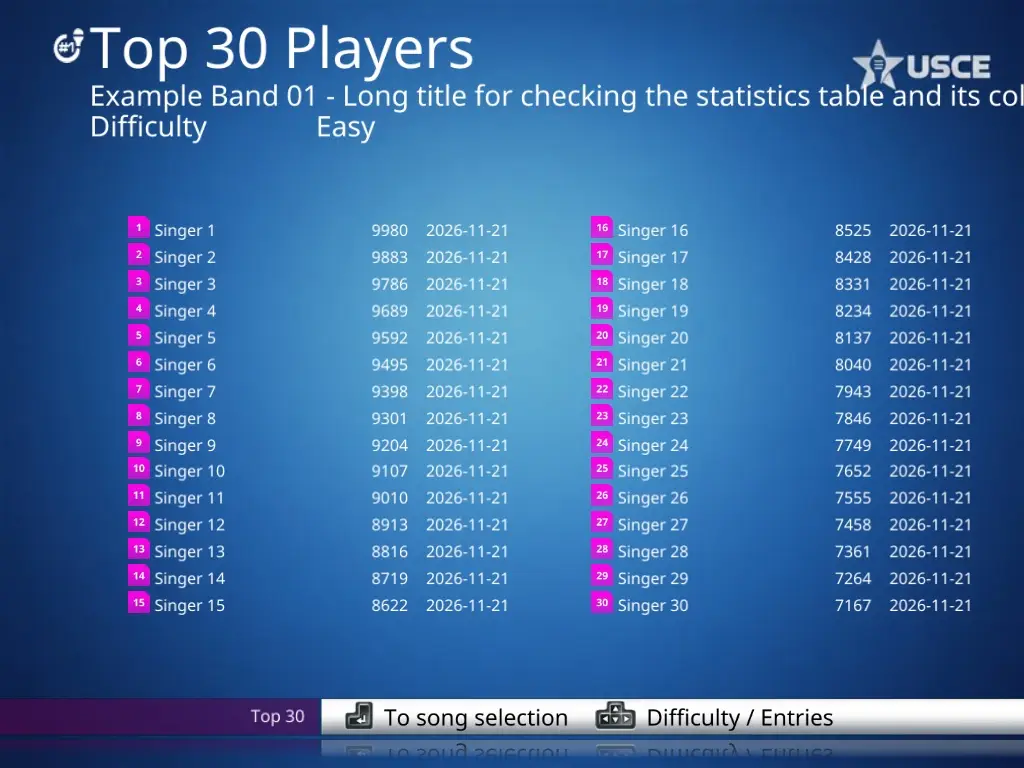 #1 Top 30 Players
USCE
Example Band 01 - Long title for checking the statistics table and its col
Difficulty Easy
1 Singer 1 9980 2026-11-21
2 Singer 2 9883 2026-11-21
3 Singer 3 9786 2026-11-21
4 Singer 4 9689 2026-11-21
5 Singer 5 9592 2026-11-21
6 Singer 6 9495 2026-11-21
7 Singer 7 9398 2026-11-21
8 Singer 8 9301 2026-11-21
9 Singer 9 9204 2026-11-21
10 Singer 10 9107 2026-11-21
11 Singer 11 9010 2026-11-21
12 Singer 12 8913 2026-11-21
13 Singer 13 8816 2026-11-21
14 Singer 14 8719 2026-11-21
15 Singer 15 8622 2026-11-21
16 Singer 16 8525 2026-11-21
17 Singer 17 8428 2026-11-21
18 Singer 18 8331 2026-11-21
19 Singer 19 8234 2026-11-21
20 Singer 20 8137 2026-11-21
21 Singer 21 8040 2026-11-21
22 Singer 22 7943 2026-11-21
23 Singer 23 7846 2026-11-21
24 Singer 24 7749 2026-11-21
25 Singer 25 7652 2026-11-21
26 Singer 26 7555 2026-11-21
27 Singer 27 7458 2026-11-21
28 Singer 28 7361 2026-11-21
29 Singer 29 7264 2026-11-21
30 Singer 30 7167 2026-11-21
Top 30 To song selection Difficulty / Entries